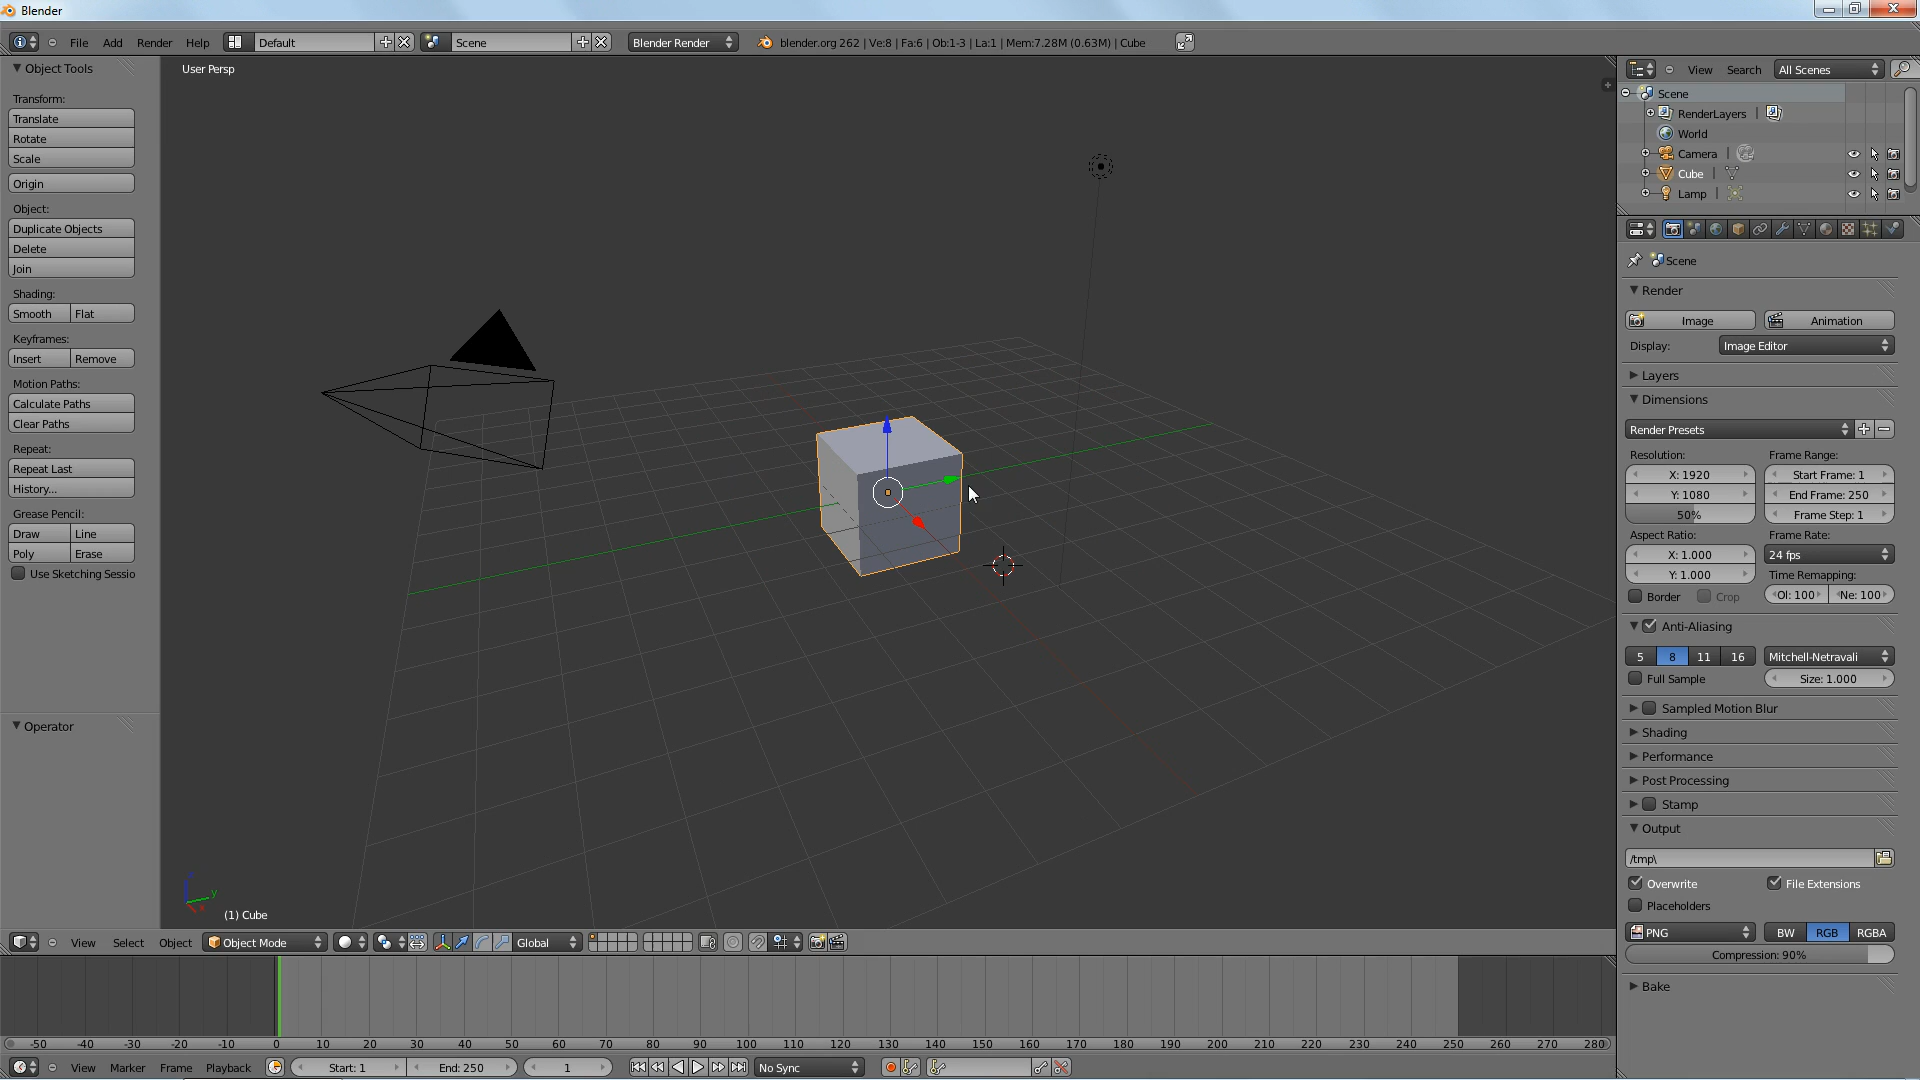 Blender
File Add Render Help Default Scene Blender Render blender.org 262 | Ve:8 | Fa:6 | Ob:1-3 | La:1 | Mem:7.28M (0.63M) | Cube
Object Tools
Transform:
Translate
Rotate
Scale
Origin
Object:
Duplicate Objects
Delete
Join
Shading:
Smooth Flat
Keyframes:
Insert Remove
Motion Paths:
Calculate Paths
Clear Paths
Repeat:
Repeat Last
History...
Grease Pencil:
Draw Line
Poly Erase
Use Sketching Sessio
Operator
User Persp
z
y
x
(1) Cube
View Select Object Object Mode Global
-50 -40 -30 -20 -10 0 10 20 30 40 50 60 70 80 90 100 110 120 130 140 150 160 170 180 190 200 210 220 230 240 250 260 270 280
View Marker Frame Playback Start: 1 End: 250 1 No Sync
View Search All Scenes
Scene
RenderLayers |
World
Camera |
Cube |
Lamp |
Scene
Render
Image Animation
Display: Image Editor
Layers
Dimensions
Render Presets
Resolution: Frame Range:
X: 1920 Start Frame: 1
Y: 1080 End Frame: 250
50% Frame Step: 1
Aspect Ratio: Frame Rate:
X: 1.000 24 fps
Y: 1.000 Time Remapping:
Border Crop Ol: 100 Ne: 100
Anti-Aliasing
5 8 11 16 Mitchell-Netravali
Full Sample Size: 1.000
Sampled Motion Blur
Shading
Performance
Post Processing
Stamp
Output
/tmp\
Overwrite File Extensions
Placeholders
PNG BW RGB RGBA
Compression: 90%
Bake